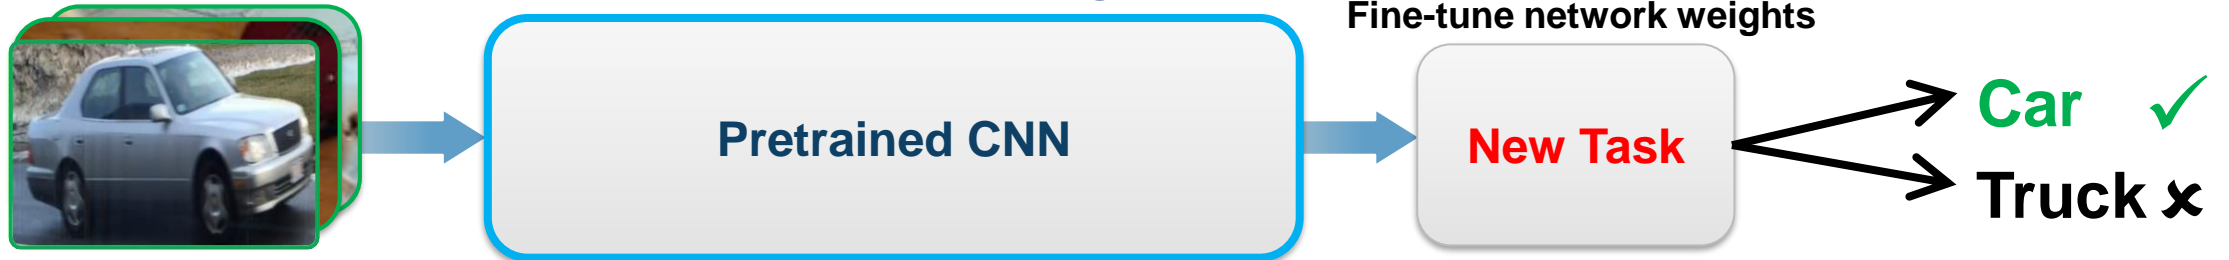 Fine-tune network weights
Pretrained CNN
New Task
Car ✓
Truck ✘